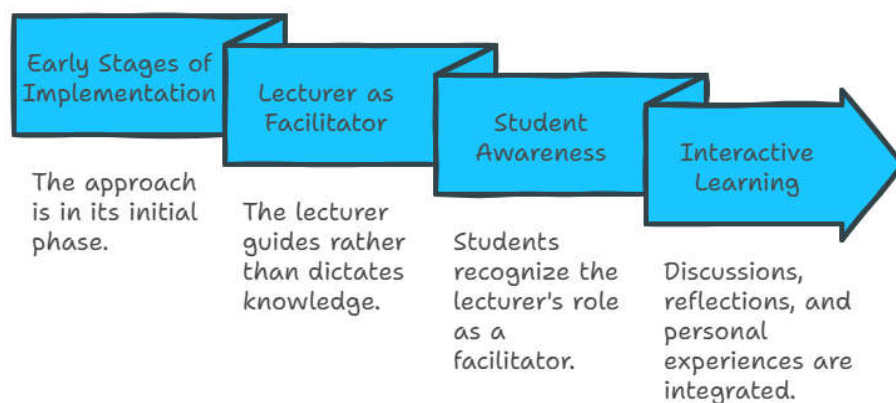 Early Stages of
Implementation
The approach
is in its initial
phase.
Lecturer as
Facilitator
The lecturer
guides rather
than dictates
knowledge.
Student
Awareness
Students
recognize the
lecturer's role
as a
facilitator.
Interactive
Learning
Discussions,
reflections, and
personal
experiences are
integrated.